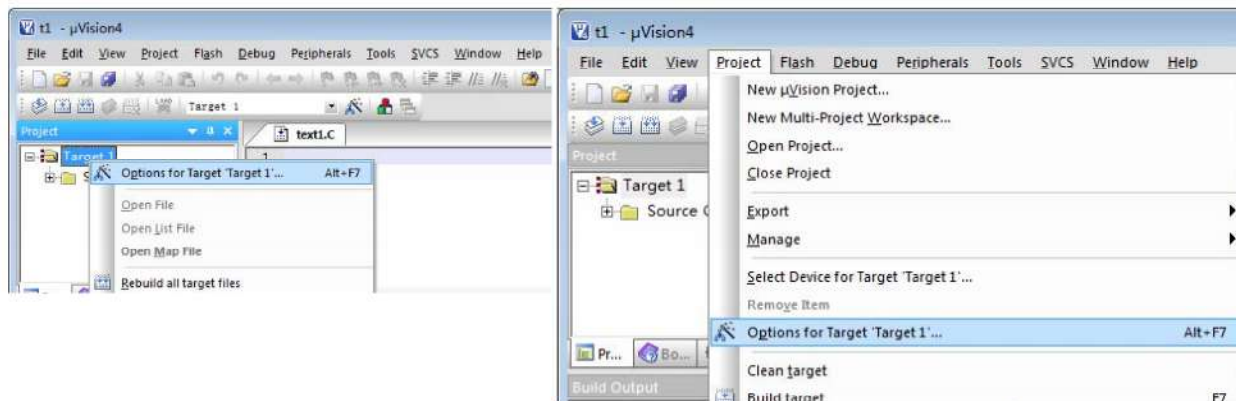 t1 - µVision4
File Edit View Project Flash Debug Peripherals Tools SVCS Window Help
Target 1
Project
text1.C
Target 1
1
S
Options for Target 'Target 1'... Alt+F7
Open File
Open List File
Open Map File
Rebuild all target files
t1 - µVision4
File Edit View Project Flash Debug Peripherals Tools SVCS Window Help
New µVision Project...
New Multi-Project Workspace...
Open Project...
Close Project
Export
Manage
Select Device for Target 'Target 1'...
Remove Item
Options for Target 'Target 1'... Alt+F7
Clean target
Build target F7
Project
Target 1
Source G
Pr... Bo...
Build Output